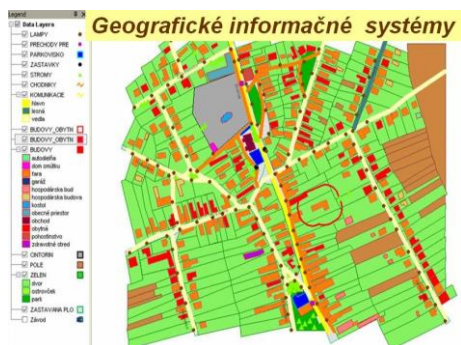 Geografické informačné systémy
Legend
Data Layers
LAMPY
PRECHODY PRE
PARKOVISKO
ZASTAVKY
STROMY
CHODNIKY
KOMUNIKACIE
hlavn
lesná
vedla
BUDOVY_OBYTN
BUDOVY_OBYTN
BUDOVY
autodielňa
dom smútku
fara
garáž
hospodárska bud
hospodárska budova
kostol
obecné priestor
obchod
obytná
pohostinstvo
zdravotné stred
CINTORIN
POLE
ZELEN
dvor
ostrovček
park
ZASTAVANA PLO
Závod